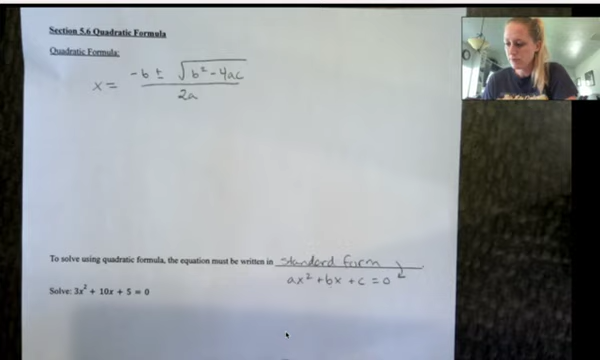 Section 5.6 Quadratic Formula
Quadratic Formula:
x = -b ± √b² - 4ac
2a
To solve using quadratic formula, the equation must be written in standard form
ax² + bx + c = 0
Solve: 3x² + 10x + 5 = 0